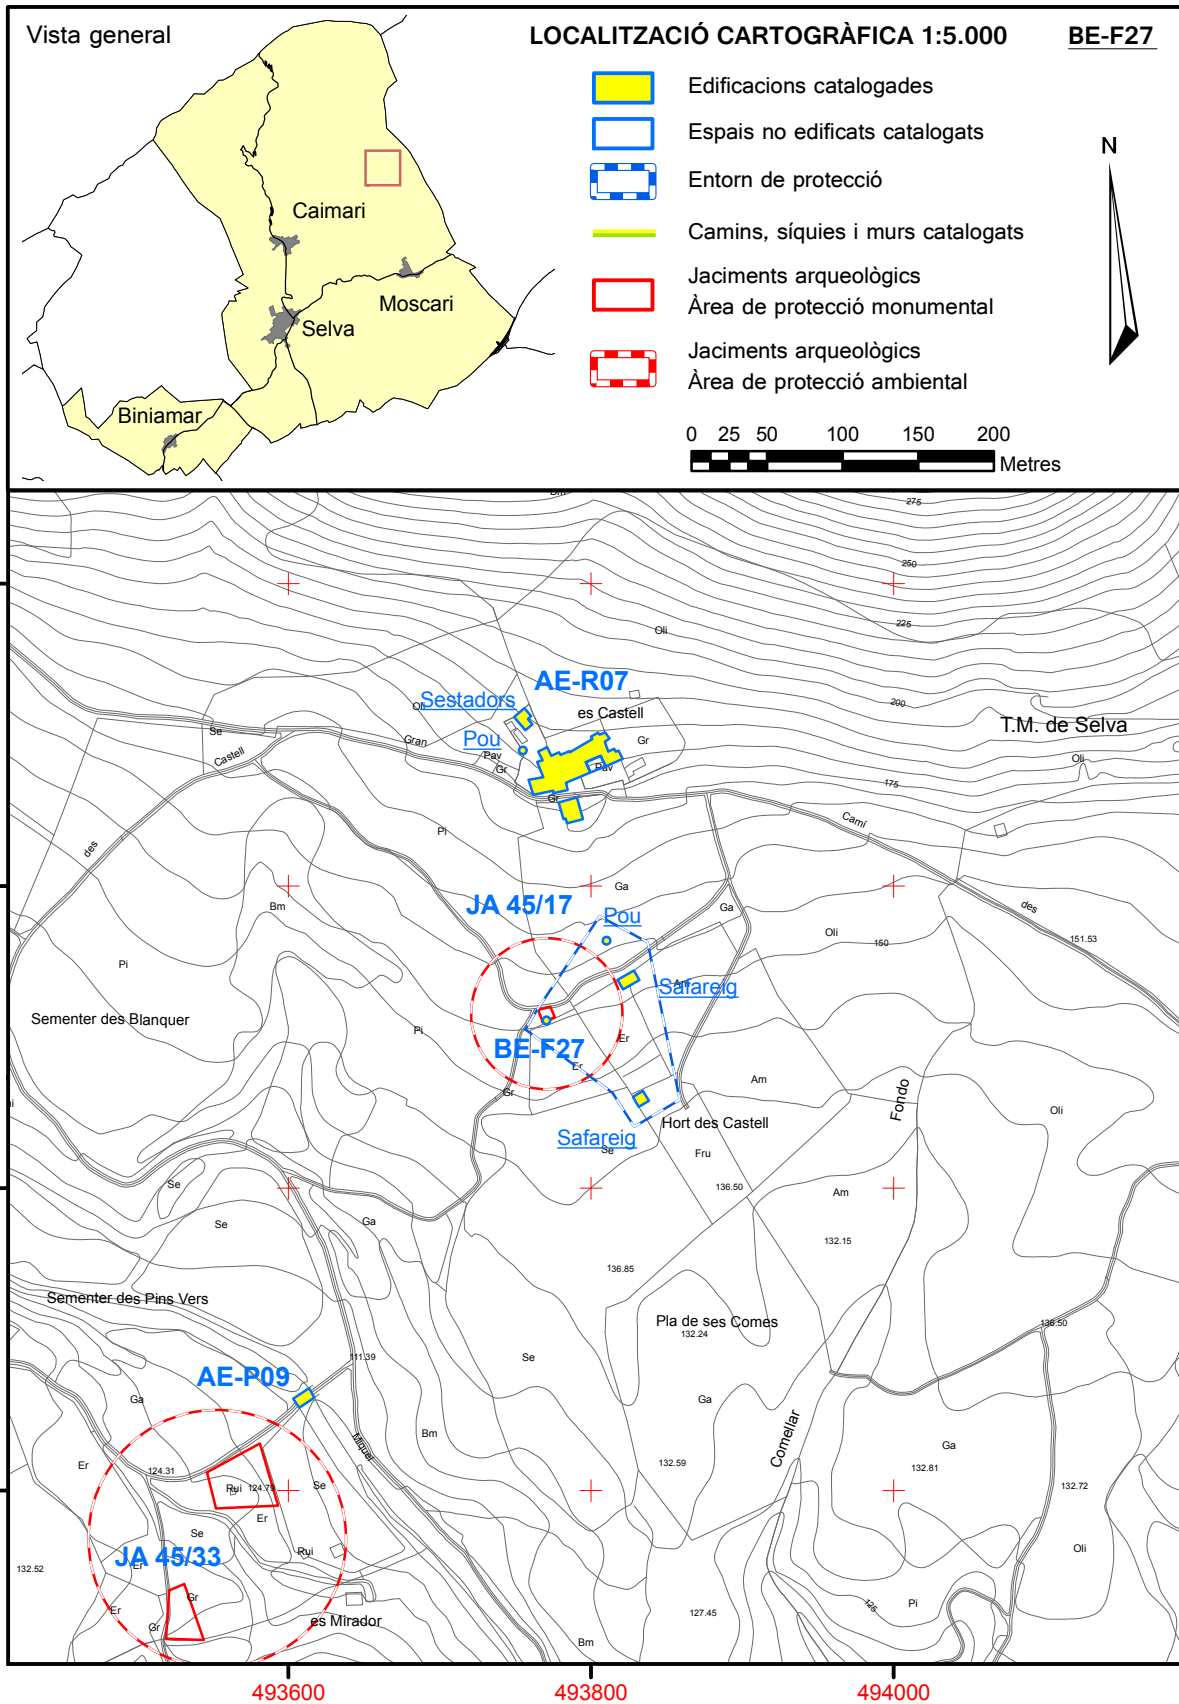 Vista general
LOCALITZACIÓ CARTOGRÀFICA 1:5.000
BE-F27
Edificacions catalogades
Espais no edificats catalogats
Entorn de protecció
Camins, síquies i murs catalogats
Jaciments arqueològics
Àrea de protecció monumental
Jaciments arqueològics
Àrea de protecció ambiental
N
0 25 50 100 150 200
Metres
Caimari
Moscari
Selva
Biniamar
Bm
275
250
225
Oli
200
AE-R07
Sestadors
Oli
es Castell
T.M. de Selva
Se
Gran
Pou
Gr
Castell
Pav
Gr
Pav
Oli
175
Gr
Camí
Pi
des
Ga
JA 45/17
Bm
Pou
Ga
des
Oli
150
151.53
Pi
Am
Safareig
Sementer des Blanquer
Pi
Er
BE-F27
Er
Am
Fondo
Gr
Oli
Hort des Castell
Safareig
Se
Fru
Se
136.50
Am
Se
Ga
132.15
136.85
Sementer des Pins Vers
Pla de ses Comes
132.24
136.50
111.39
Se
AE-P09
Ga
Ga
Bm
Comellar
Miquel
Ga
Er
124.31
132.59
132.81
Rui
124.79
Se
132.72
Er
Se
Rui
JA 45/33
Er
Oli
132.52
Gr
Er
Gr
es Mirador
127.45
125
Pi
Bm
493600
493800
494000